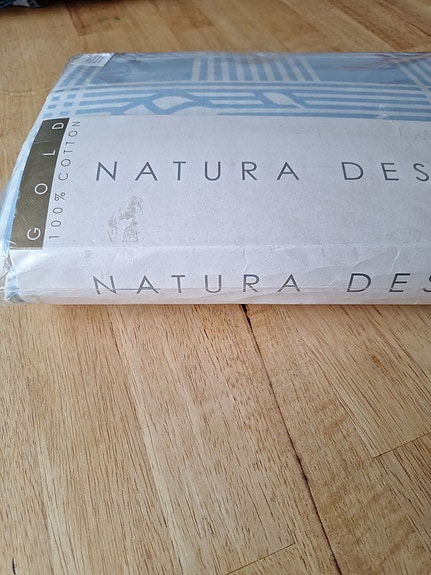 GOLD
100% COTTON
NATURA DES
NATURA DES